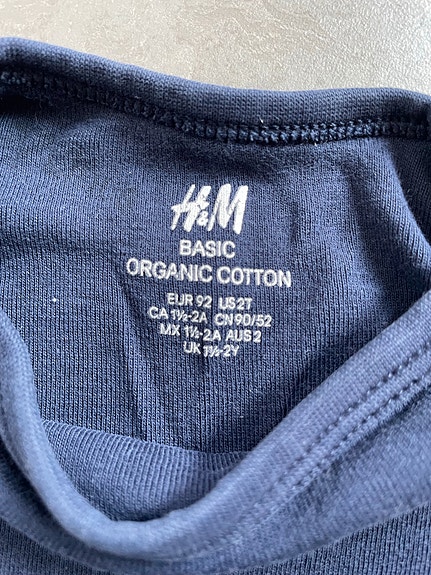 H&M
BASIC
ORGANIC COTTON
EUR 92 US 2T
CA 1½-2A CN 90/52
MX 1½-2A AUS 2
UK 1½-2Y